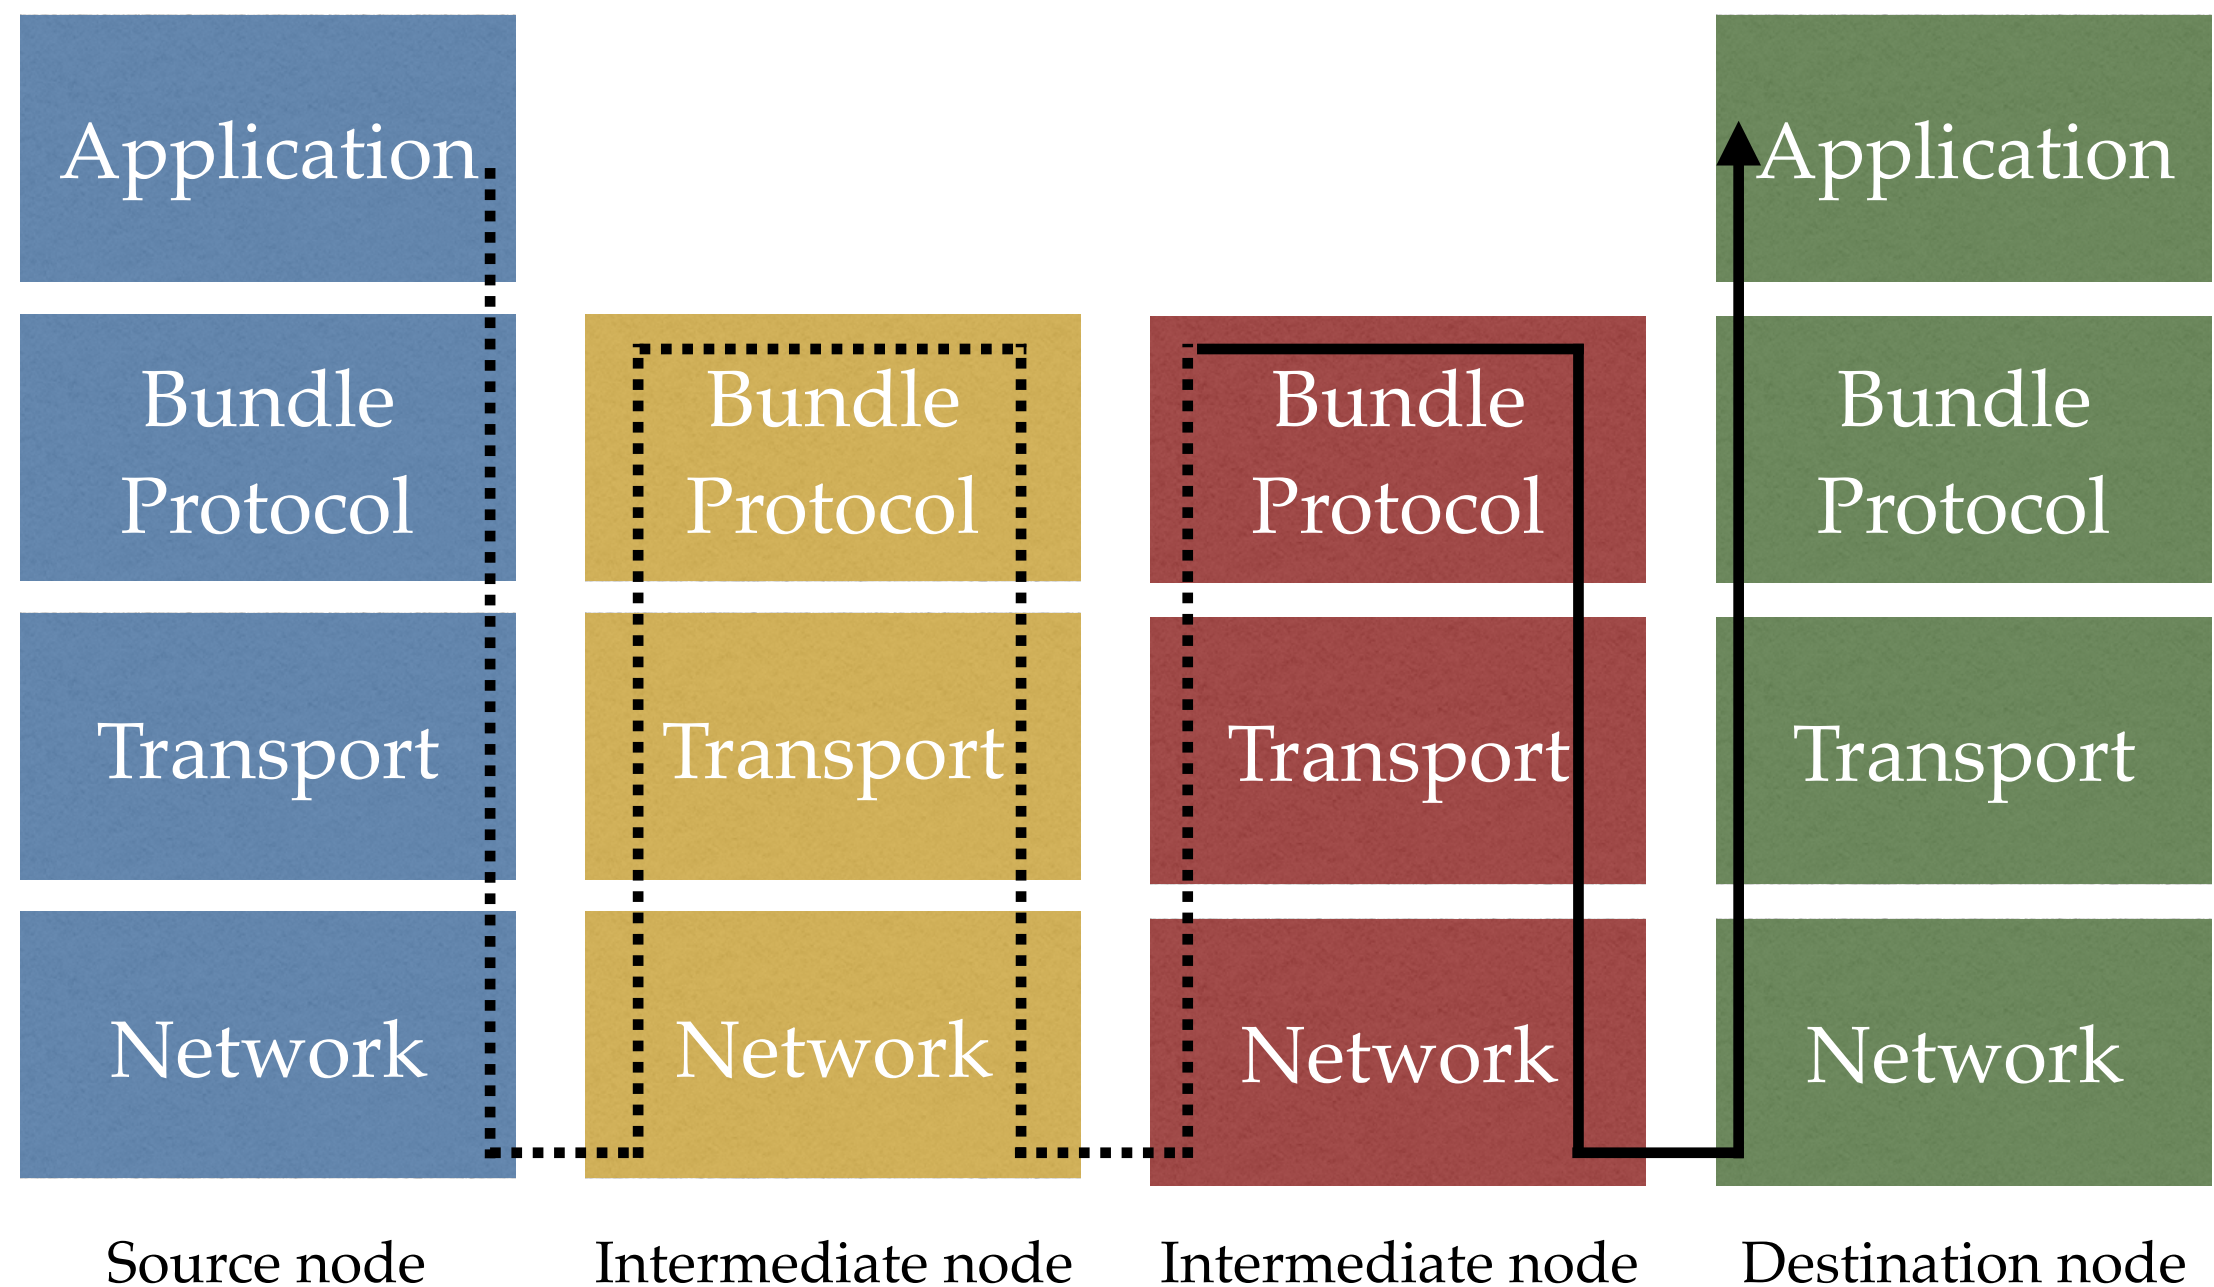 Application
Bundle
Protocol
Transport
Network
Source node
Bundle
Protocol
Transport
Network
Intermediate node
Bundle
Protocol
Transport
Network
Intermediate node
Application
Bundle
Protocol
Transport
Network
Destination node